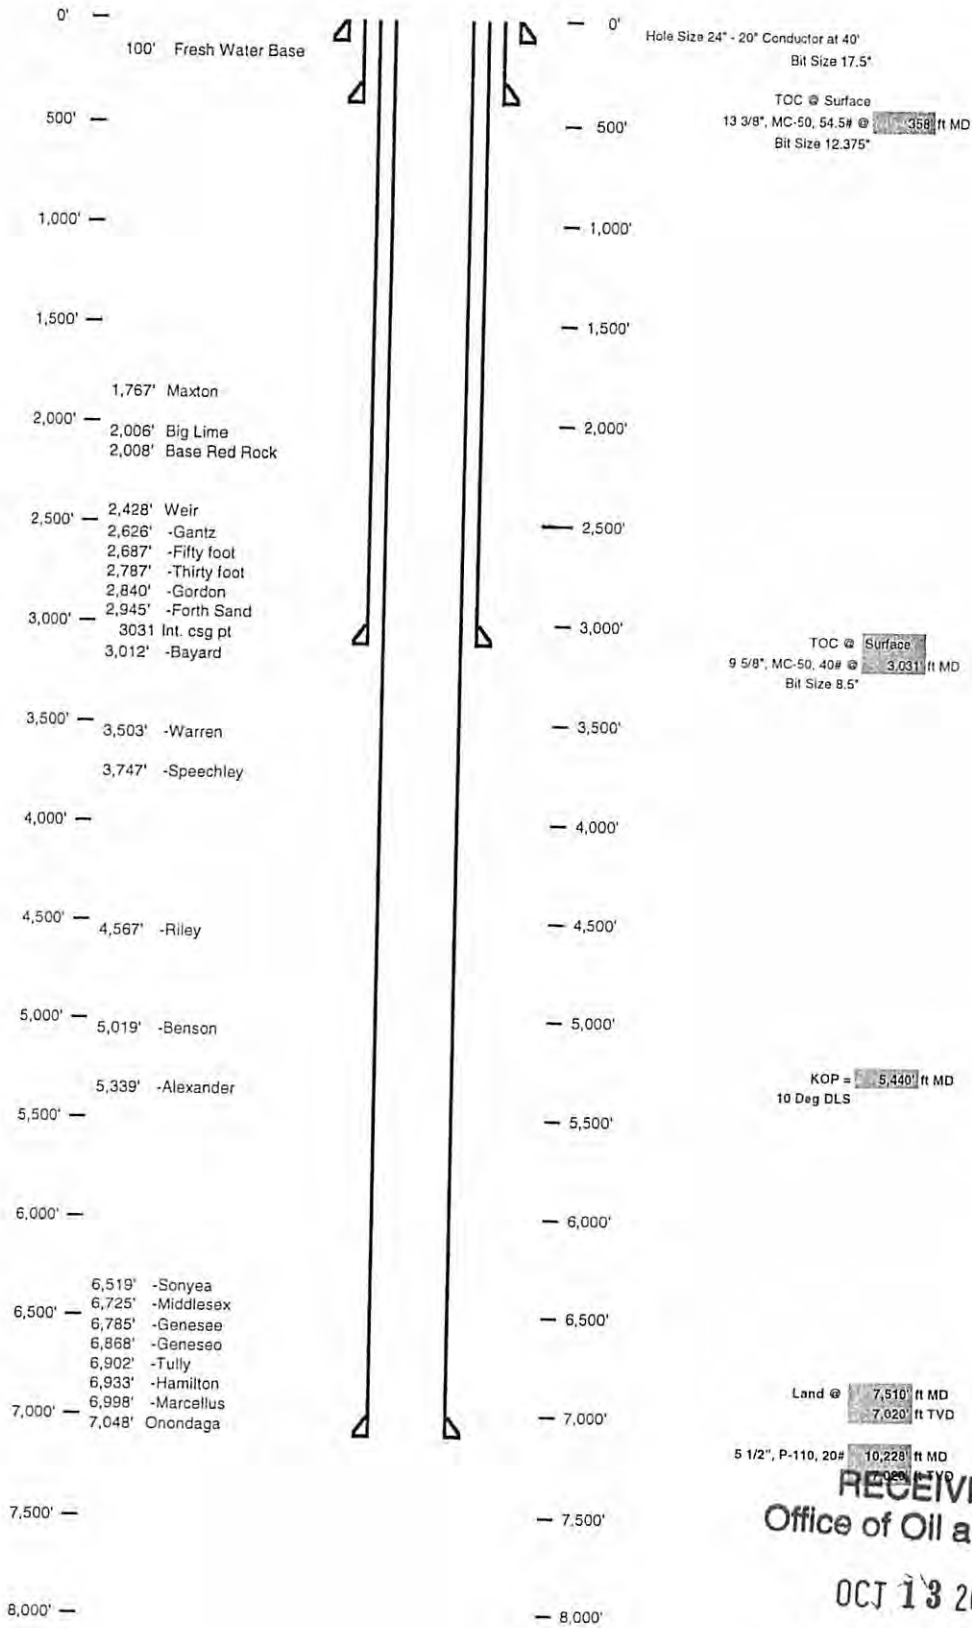 0'
100' Fresh Water Base
500'
1,000'
1,500'
1,767' Maxton
2,000'
2,006' Big Lime
2,008' Base Red Rock
2,428' Weir
2,500'
2,626' -Gantz
2,687' -Fifty foot
2,787' -Thirty foot
2,840' -Gordon
2,945' -Forth Sand
3,000'
3031 Int. csg pt
3,012' -Bayard
3,500'
3,503' -Warren
3,747' -Speechley
4,000'
4,500'
4,567' -Riley
5,000'
5,019' -Benson
5,339' -Alexander
5,500'
6,000'
6,519' -Sonyea
6,500'
6,725' -Middlesex
6,785' -Genesee
6,868' -Geneseo
6,902' -Tully
6,933' -Hamilton
6,998' -Marcellus
7,000'
7,048' Onondaga
7,500'
8,000'
0'
500'
1,000'
1,500'
2,000'
2,500'
3,000'
3,500'
4,000'
4,500'
5,000'
5,500'
6,000'
6,500'
7,000'
7,500'
8,000'
Hole Size 24" - 20" Conductor at 40'
Bit Size 17.5"
TOC @ Surface
13 3/8", MC-50, 54.5# @ 358' ft MD
Bit Size 12.375"
TOC @ Surface
9 5/8", MC-50, 40# @ 3,031' ft MD
Bit Size 8.5"
KOP = 5,440' ft MD
10 Deg DLS
Land @ 7,510' ft MD
7,020' ft TVD
5 1/2", P-110, 20# 10,228' ft MD
7,020' ft TVD
Office of Oil a
OCT 13